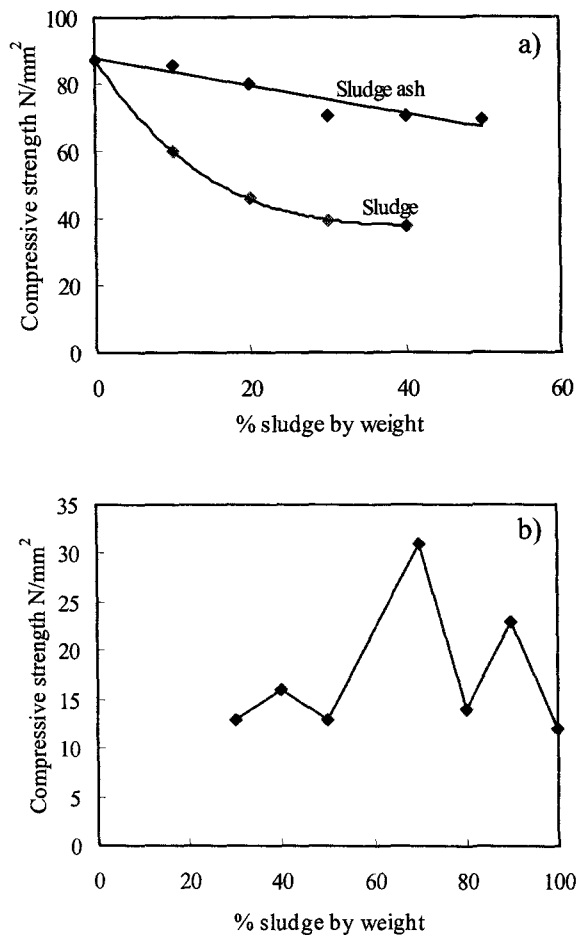 100
a)
80
Sludge ash
60
Compressive strength N/mm²
40
Sludge
20
0
0 20 40 60
% sludge by weight
35
b)
30
25
20
Compressive strength N/mm²
15
10
5
0
0 20 40 60 80 100
% sludge by weight